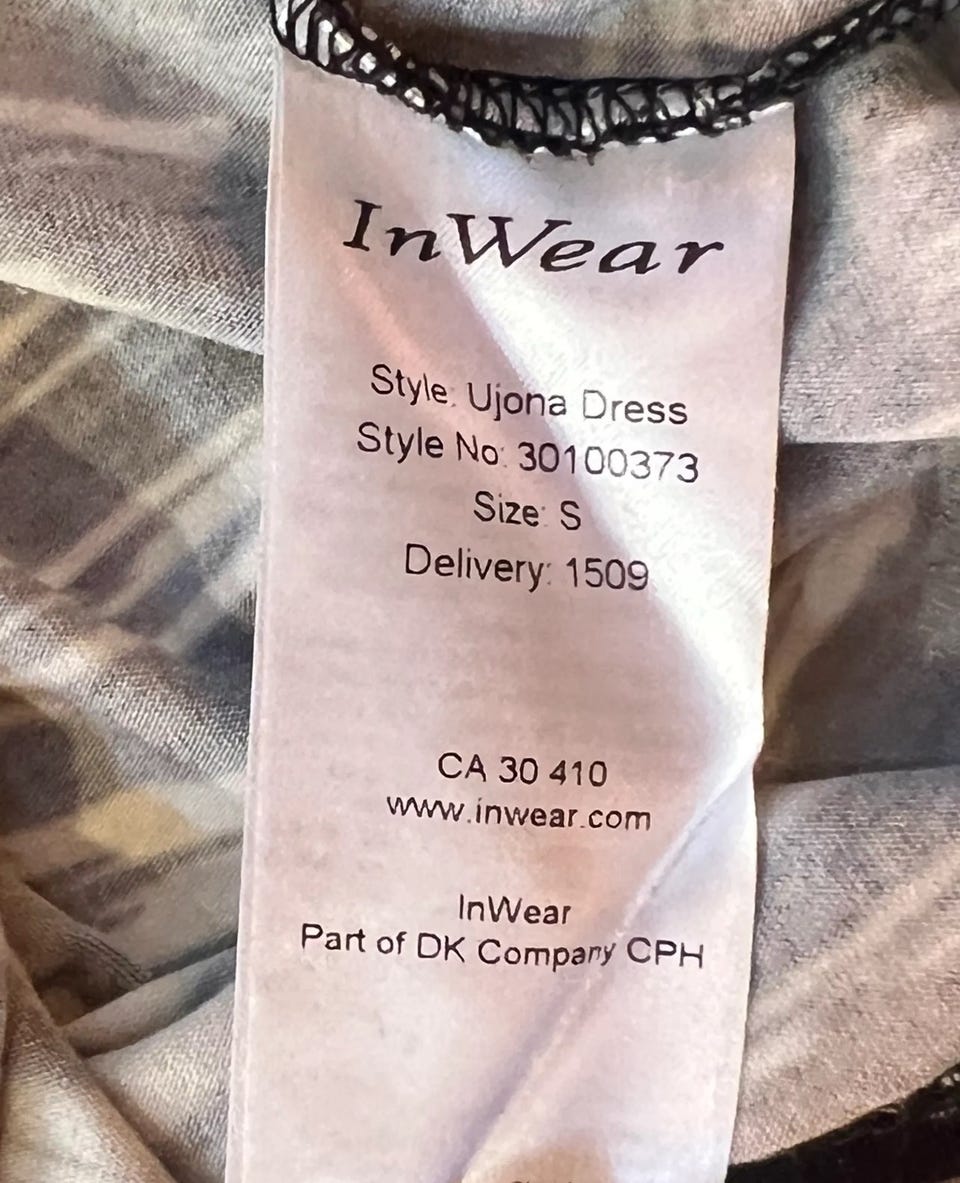 InWear
Style: Ujona Dress
Style No: 30100373
Size: S
Delivery: 1509
CA 30 410
www.inwear.com
InWear
Part of DK Company CPH